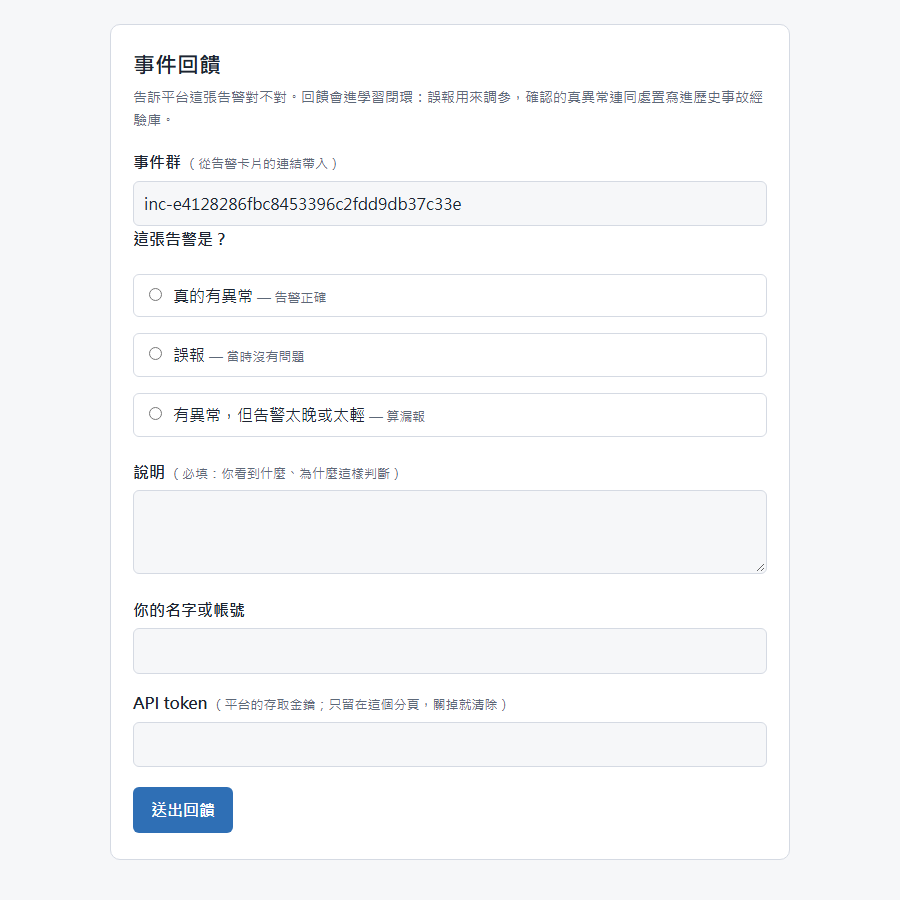 事件回饋
告訴平台這張告警對不對。回饋會進學習閉環：誤報用來調參，確認的真異常連同處置寫進歷史事故經
驗庫。
事件群（從告警卡片的連結帶入）
inc-e4128286fbc8453396c2fdd9db37c33e
這張告警是？
真的有異常 — 告警正確
誤報 — 當時沒有問題
有異常，但告警太晚或太輕 — 算漏報
說明（必填：你看到什麼、為什麼這樣判斷）
你的名字或帳號
API token（平台的存取金鑰；只留在這個分頁，關掉就清除）
送出回饋